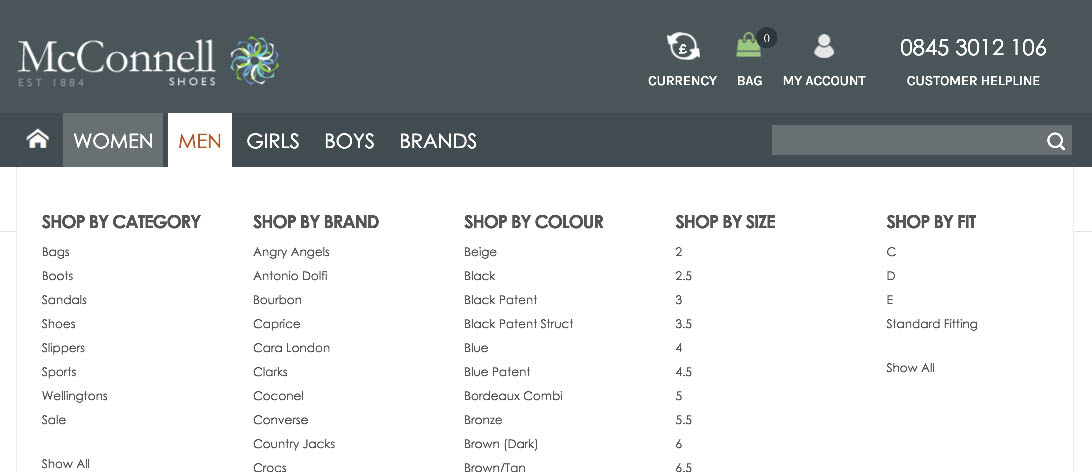 McConnell
EST 1884 SHOES
£
0
CURRENCY
BAG
MY ACCOUNT
0845 3012 106
CUSTOMER HELPLINE
WOMEN MEN GIRLS BOYS BRANDS
SHOP BY CATEGORY
Bags
Boots
Sandals
Shoes
Slippers
Sports
Wellingtons
Sale
Show All
SHOP BY BRAND
Angry Angels
Antonio Dolfi
Bourbon
Caprice
Cara London
Clarks
Coconel
Converse
Country Jacks
Crocs
SHOP BY COLOUR
Beige
Black
Black Patent
Black Patent Struct
Blue
Blue Patent
Bordeaux Combi
Bronze
Brown (Dark)
Brown/Tan
SHOP BY SIZE
2
2.5
3
3.5
4
4.5
5
5.5
6
6.5
SHOP BY FIT
C
D
E
Standard Fitting
Show All